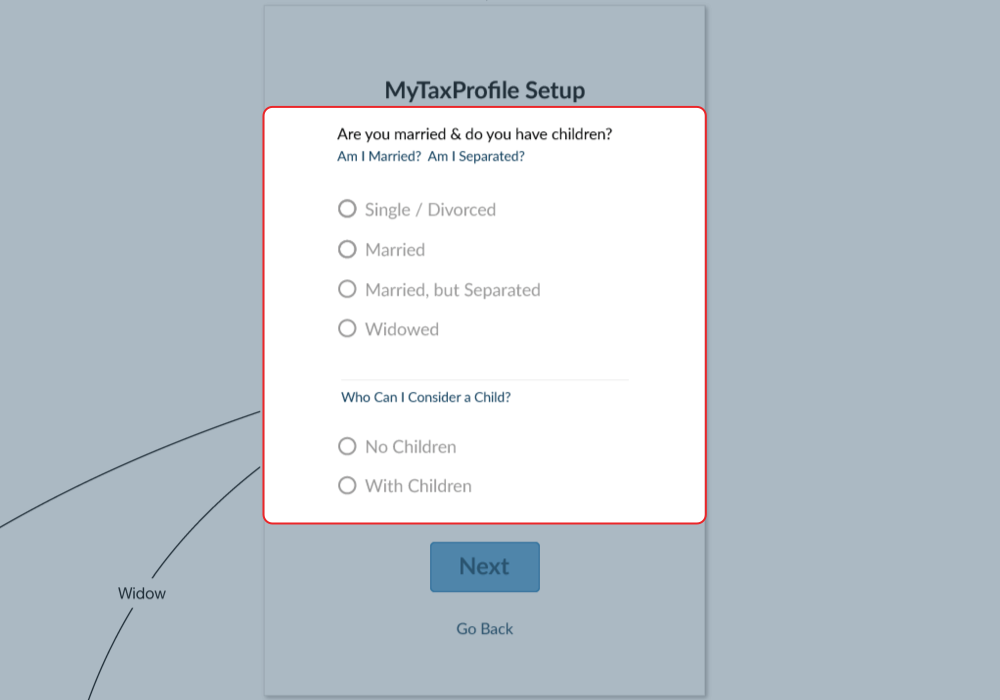 MyTaxProfile Setup
Are you married & do you have children?
Am I Married? Am I Separated?
Single / Divorced
Married
Married, but Separated
Widowed
Who Can I Consider a Child?
No Children
With Children
Next
Widow
Go Back